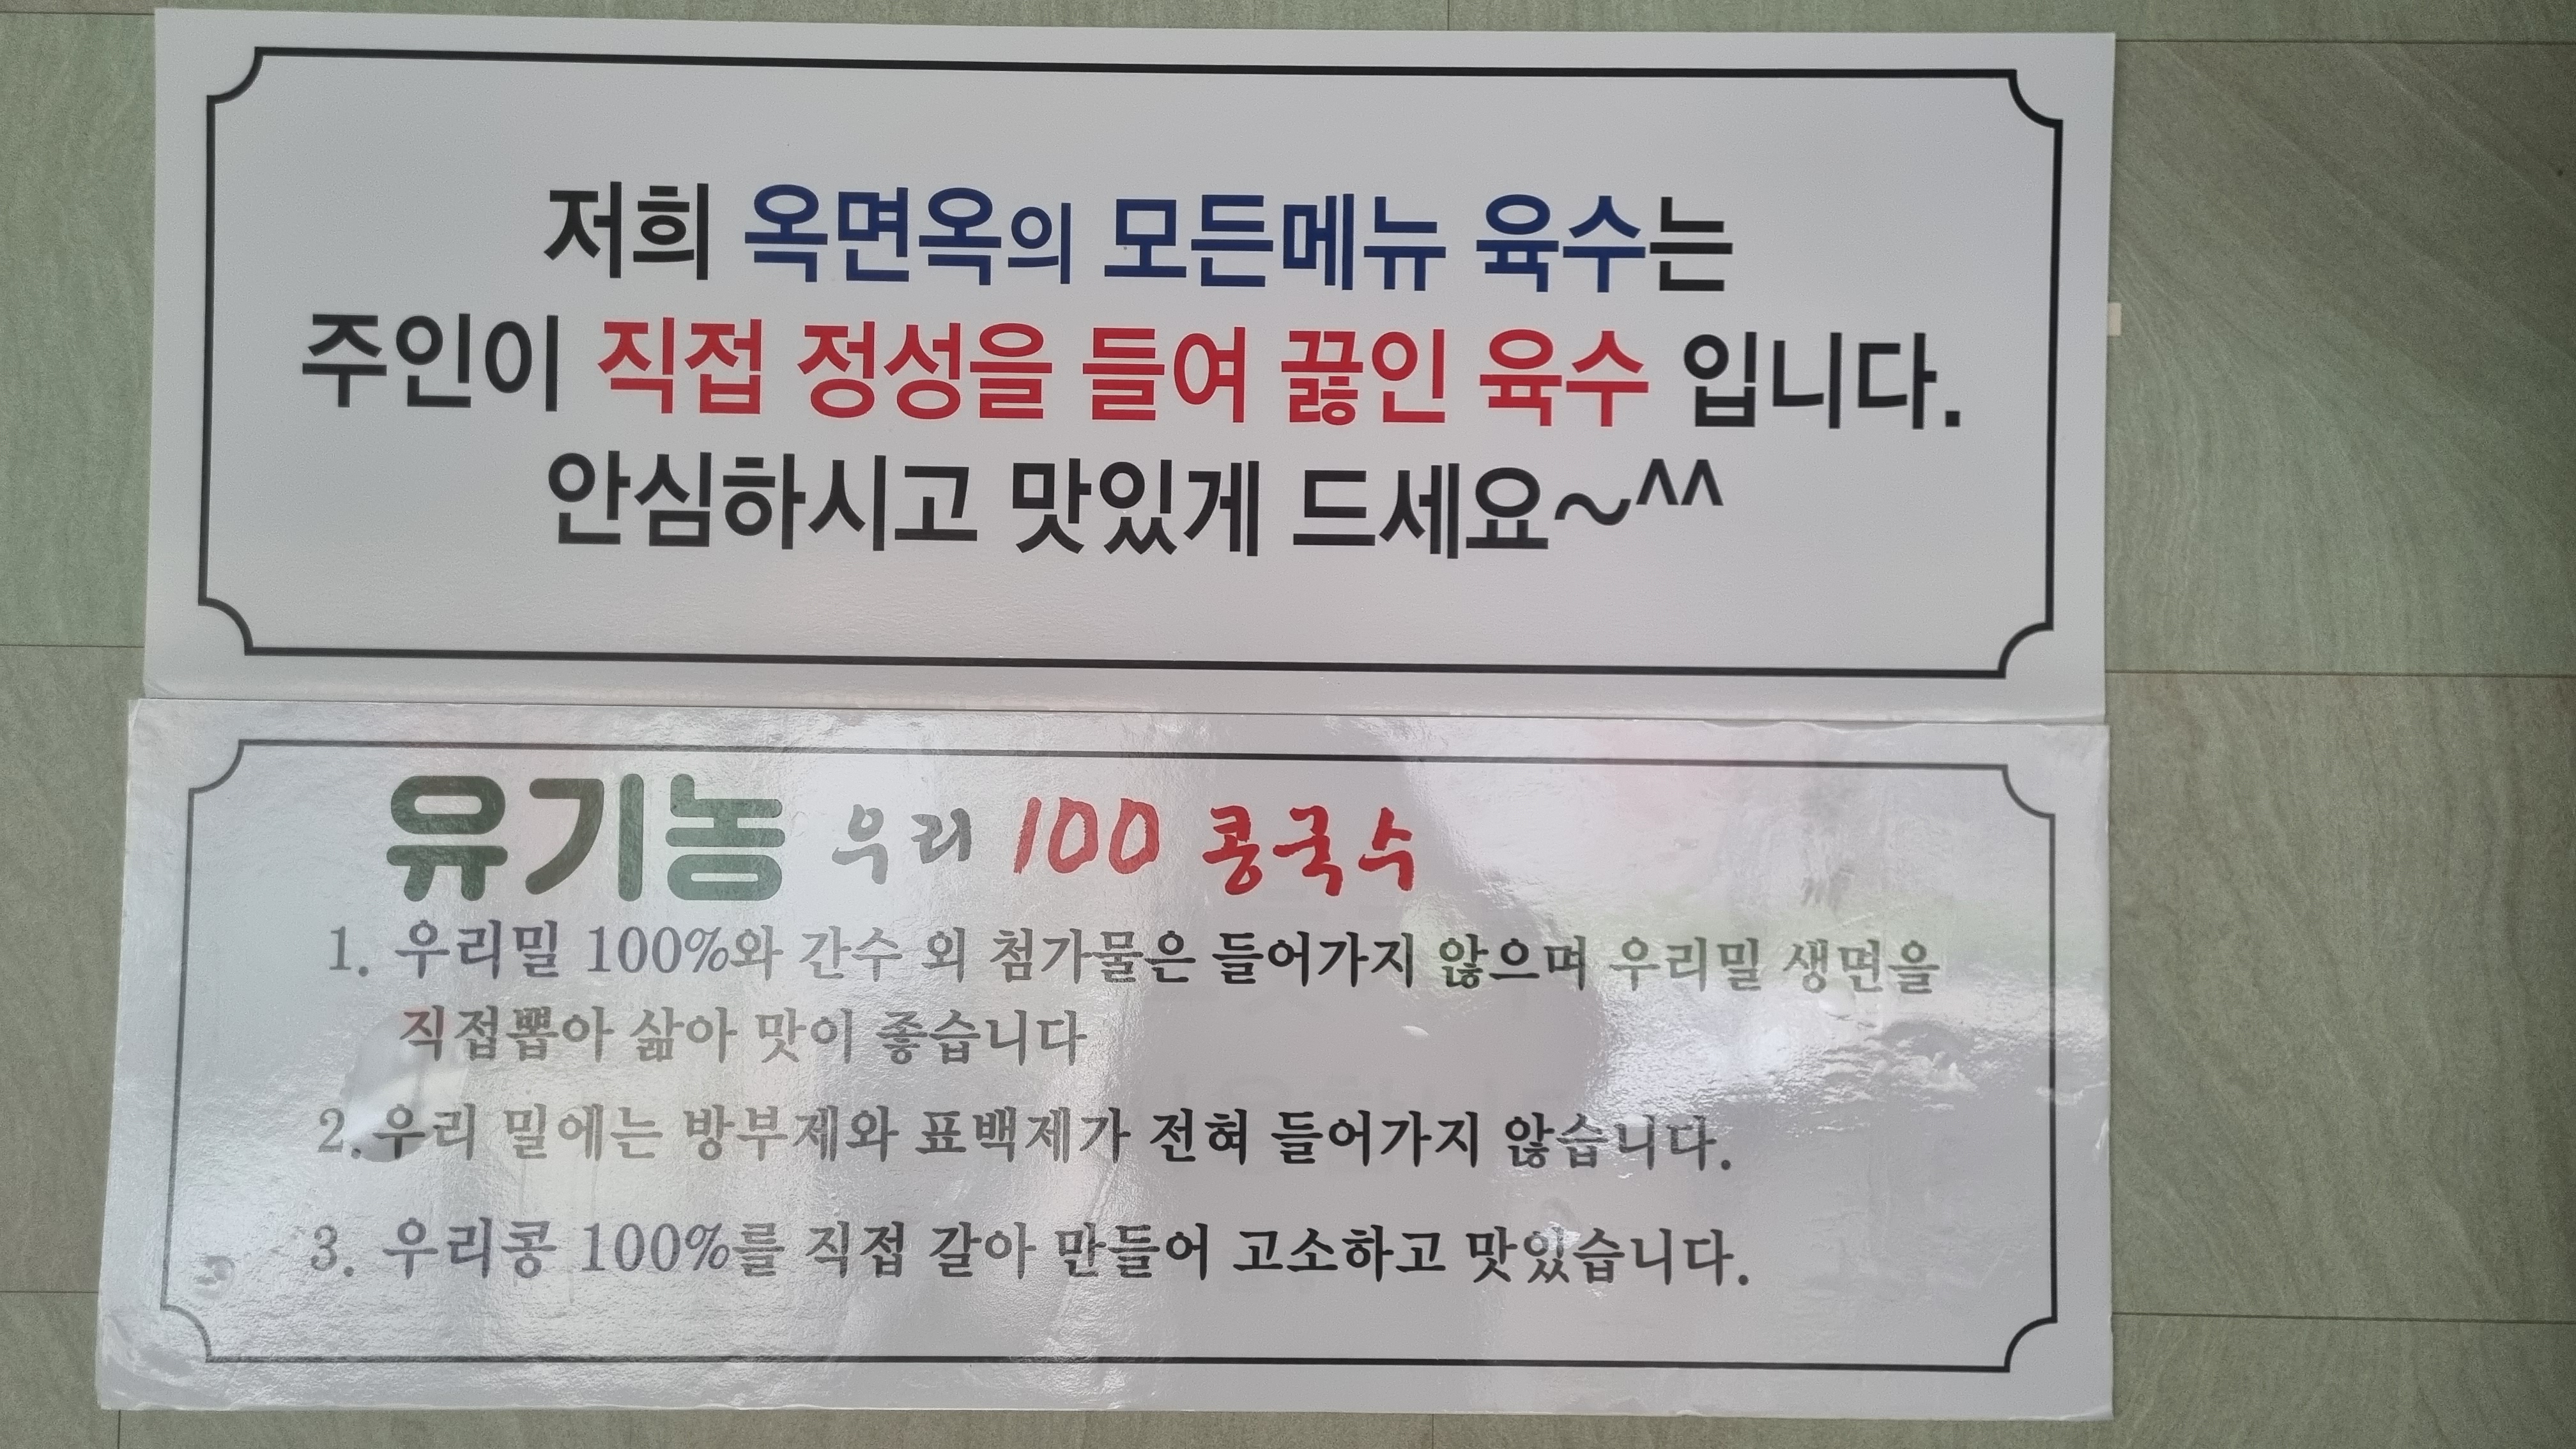 저희 옥면옥의 모든메뉴 육수는
주인이 직접 정성을 들여 끓인 육수 입니다.
안심하시고 맛있게 드세요~^^
유기농 우리 100 콩국수
1. 우리밀 100%와 간수 외 첨가물은 들어가지 않으며 우리밀 생면을
직접뽑아 삶아 맛이 좋습니다
2. 우리 밀에는 방부제와 표백제가 전혀 들어가지 않습니다.
3. 우리콩 100%를 직접 갈아 만들어 고소하고 맛있습니다.